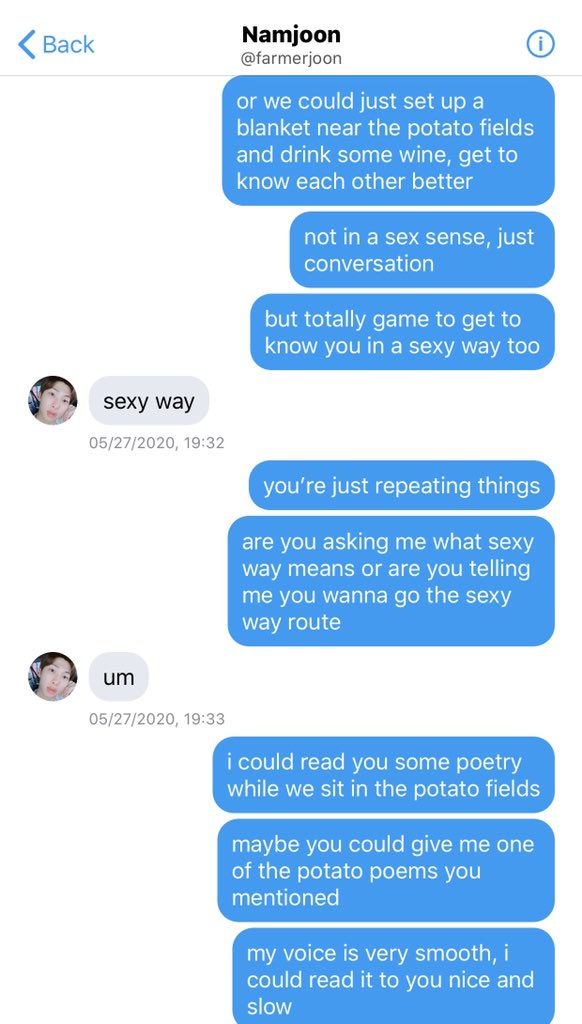 Back
Namjoon
@farmerjoon
or we could just set up a
blanket near the potato fields
and drink some wine, get to
know each other better
not in a sex sense, just
conversation
but totally game to get to
know you in a sexy way too
sexy way
05/27/2020, 19:32
you’re just repeating things
are you asking me what sexy
way means or are you telling
me you wanna go the sexy
way route
um
05/27/2020, 19:33
i could read you some poetry
while we sit in the potato fields
maybe you could give me one
of the potato poems you
mentioned
my voice is very smooth, i
could read it to you nice and
slow